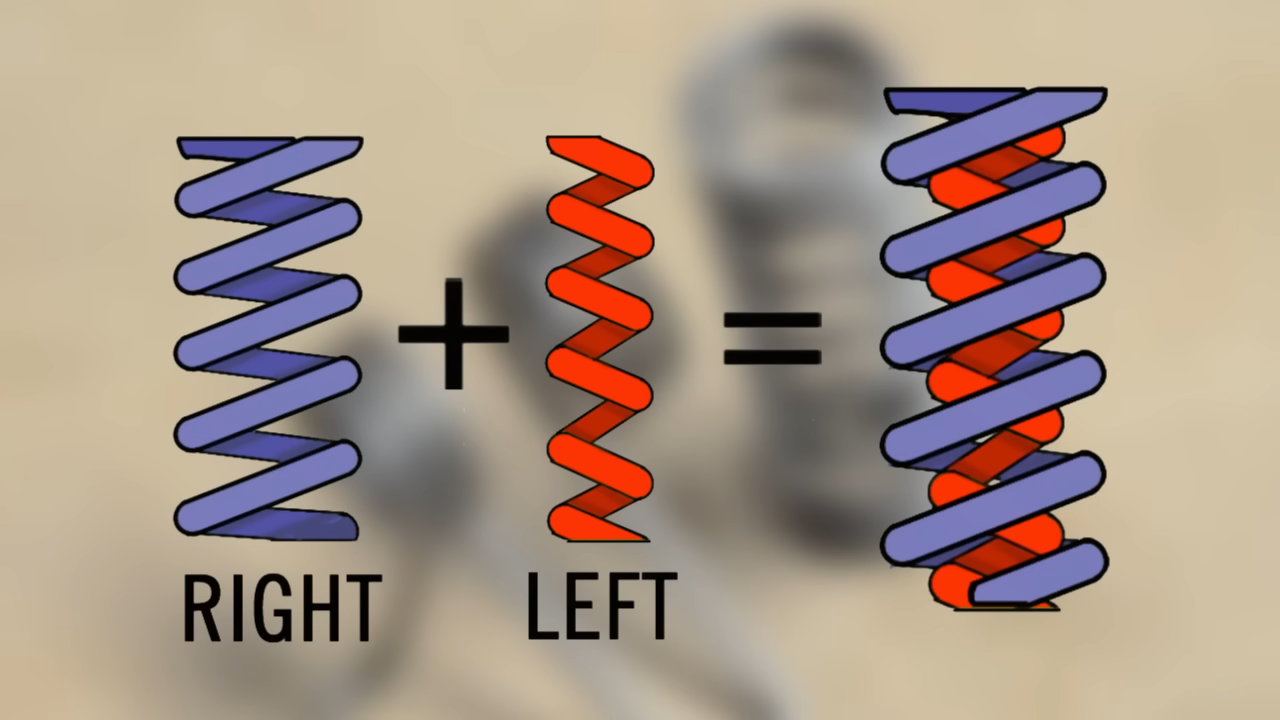 + =
RIGHT LEFT